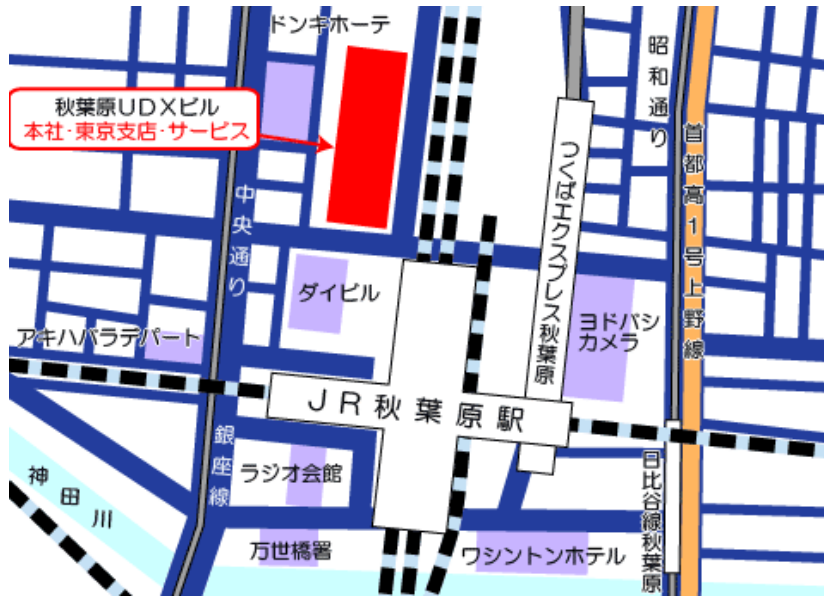 ドンキホーテ
昭和通り
秋葉原UDXビル
本社・東京支店・サービス
首都高1号上野線
つくばエクスプレス秋葉原
中央通り
ダイビル
ヨドバシ
カメラ
アキハバラデパート
JR秋葉原駅
銀座線
ラジオ会館
神田川
日比谷線秋葉原
万世橋署
ワシントンホテル